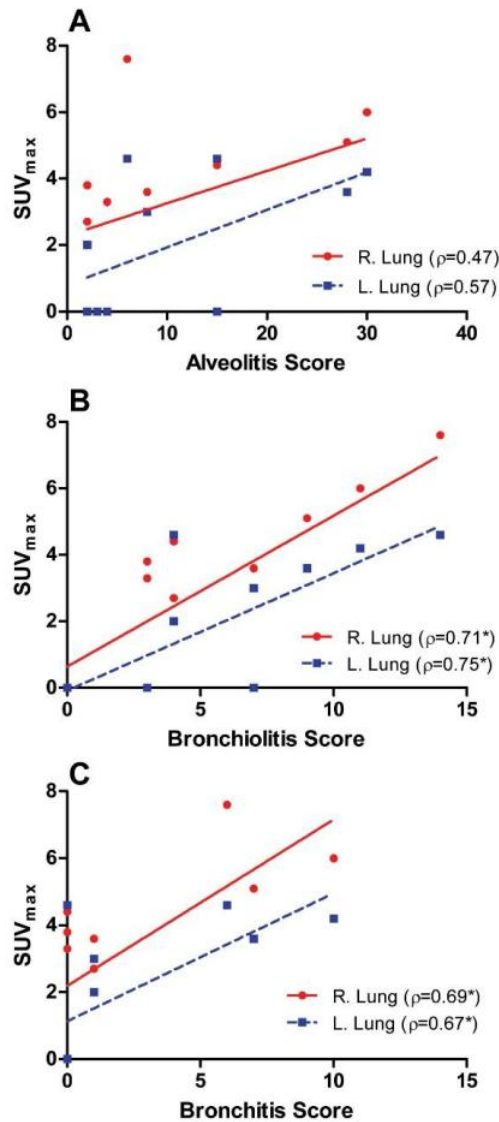 A
8
6
4
2
0
SUVmax
R. Lung (ρ=0.47)
L. Lung (ρ=0.57)
0 10 20 30 40
Alveolitis Score
B
8
6
4
2
0
SUVmax
R. Lung (ρ=0.71*)
L. Lung (ρ=0.75*)
0 5 10 15
Bronchiolitis Score
C
8
6
4
2
0
SUVmax
R. Lung (ρ=0.69*)
L. Lung (ρ=0.67*)
0 5 10 15
Bronchitis Score